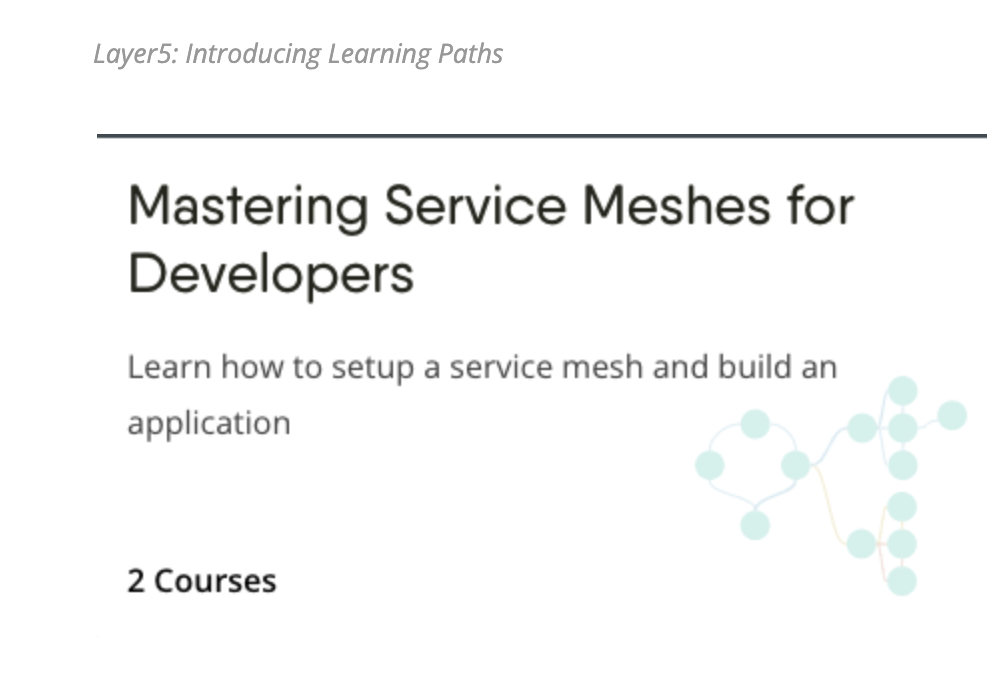 Layer5: Introducing Learning Paths
Mastering Service Meshes for
Developers
Learn how to setup a service mesh and build an
application
2 Courses